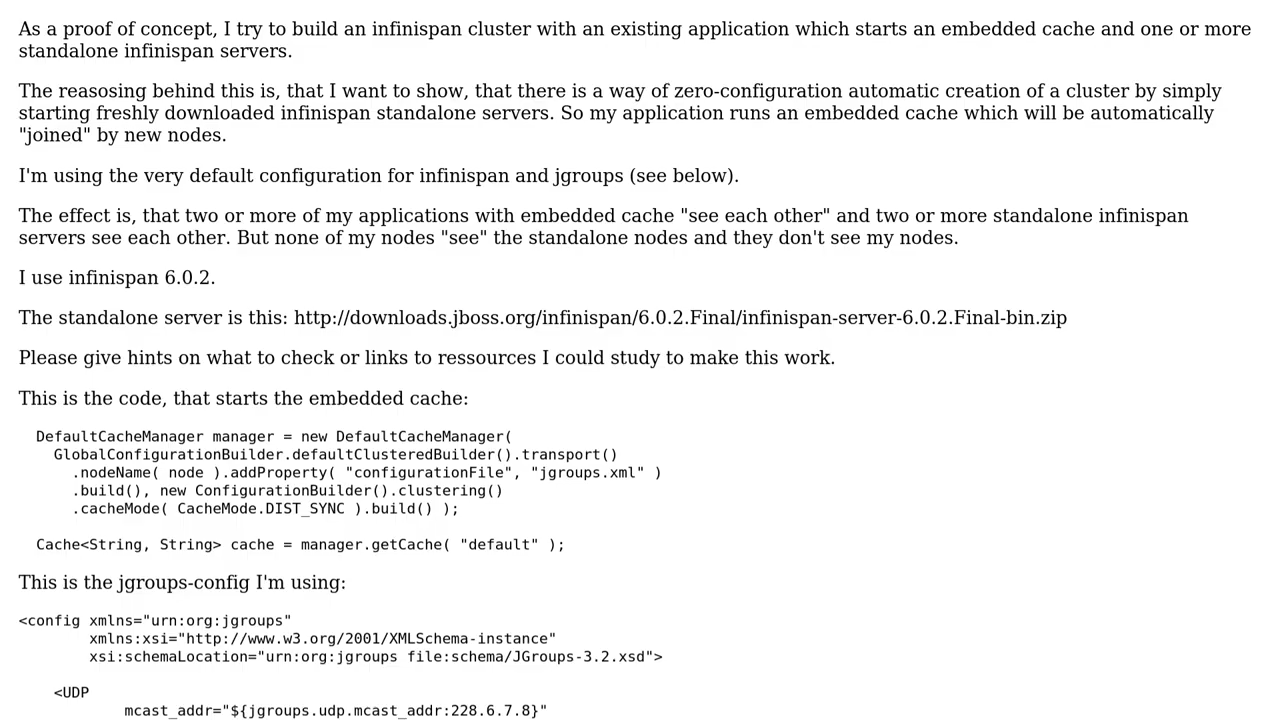 As a proof of concept, I try to build an infinispan cluster with an existing application which starts an embedded cache and one or more
standalone infinispan servers.
The reasosing behind this is, that I want to show, that there is a way of zero-configuration automatic creation of a cluster by simply
starting freshly downloaded infinispan standalone servers. So my application runs an embedded cache which will be automatically
"joined" by new nodes.
I'm using the very default configuration for infinispan and jgroups (see below).
The effect is, that two or more of my applications with embedded cache "see each other" and two or more standalone infinispan
servers see each other. But none of my nodes "see" the standalone nodes and they don't see my nodes.
I use infinispan 6.0.2.
The standalone server is this: http://downloads.jboss.org/infinispan/6.0.2.Final/infinispan-server-6.0.2.Final-bin.zip
Please give hints on what to check or links to ressources I could study to make this work.
This is the code, that starts the embedded cache:
DefaultCacheManager manager = new DefaultCacheManager(
GlobalConfigurationBuilder.defaultClusteredBuilder().transport()
.nodeName( node ).addProperty( "configurationFile", "jgroups.xml" )
.build(), new ConfigurationBuilder().clustering()
.cacheMode( CacheMode.DIST_SYNC ).build() );
Cache<String, String> cache = manager.getCache( "default" );
This is the jgroups-config I'm using:
<config xmlns="urn:org:jgroups"
xmlns:xsi="http://www.w3.org/2001/XMLSchema-instance"
xsi:schemaLocation="urn:org:jgroups file:schema/JGroups-3.2.xsd">
<UDP
mcast_addr="${jgroups.udp.mcast_addr:228.6.7.8}"